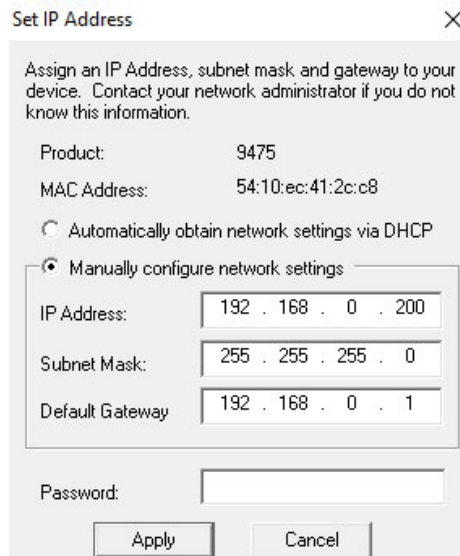 Set IP Address
Assign an IP Address, subnet mask and gateway to your
device. Contact your network administrator if you do not
know this information.
Product: 9475
MAC Address: 54:10:ec:41:2c:c8
Automatically obtain network settings via DHCP
Manually configure network settings
IP Address: 192 . 168 . 0 . 200
Subnet Mask: 255 . 255 . 255 . 0
Default Gateway 192 . 168 . 0 . 1
Password:
Apply Cancel